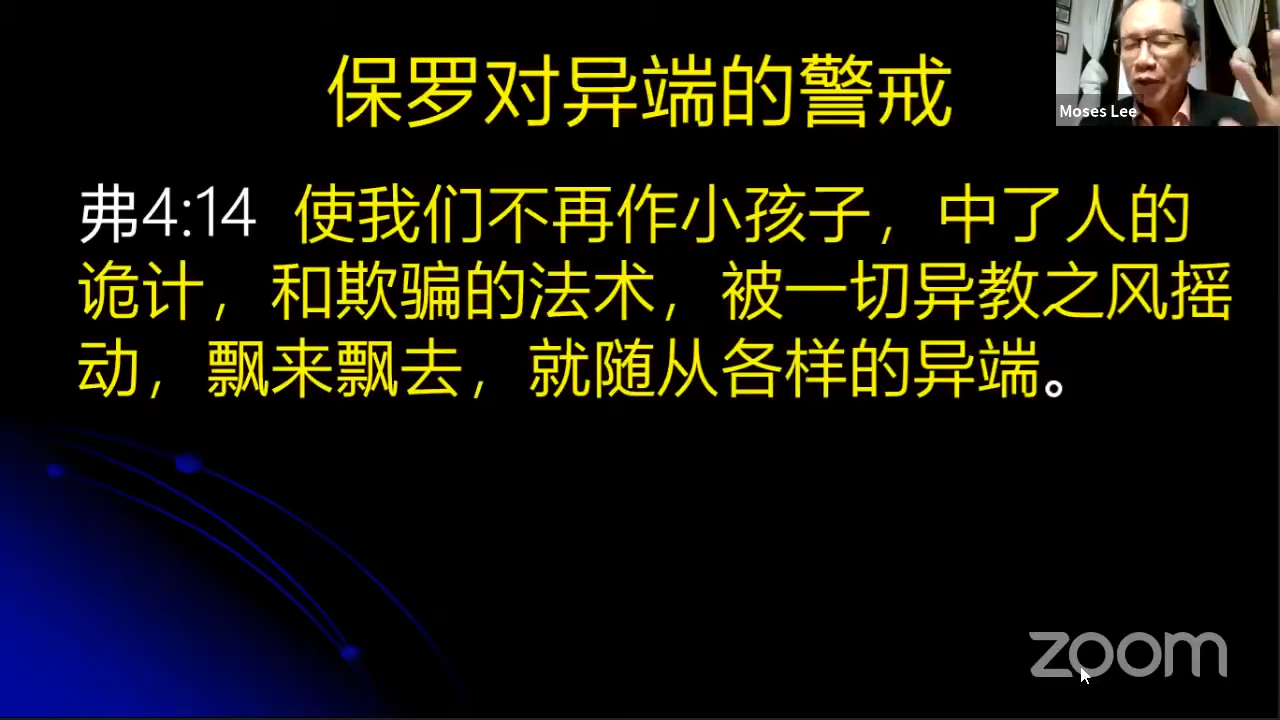 保罗对异端的警戒
Moses Lee
弗4:14 使我们不再作小孩子，中了人的
诡计，和欺骗的法术，被一切异教之风摇
动，飘来飘去，就随从各样的异端。
zoom